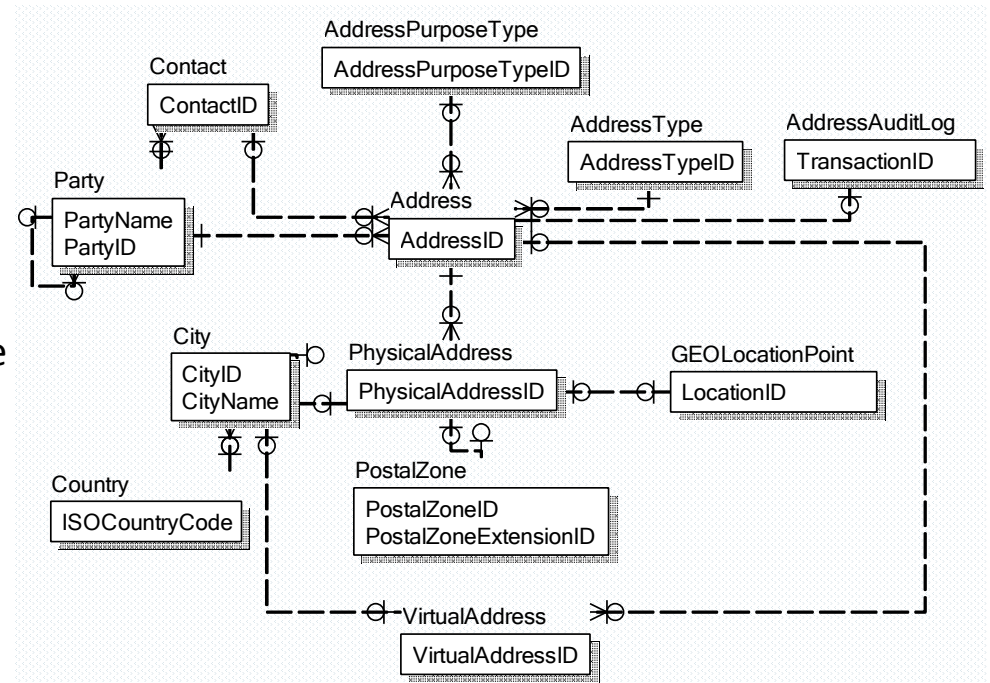 AddressPurposeType
AddressPurposeTypeID
Contact
ContactID
AddressType
AddressTypeID
AddressAuditLog
TransactionID
Party
PartyName
PartyID
Address
AddressID
City
CityID
CityName
PhysicalAddress
PhysicalAddressID
GEOLocationPoint
LocationID
Country
ISOCountryCode
PostalZone
PostalZoneID
PostalZoneExtensionID
VirtualAddress
VirtualAddressID